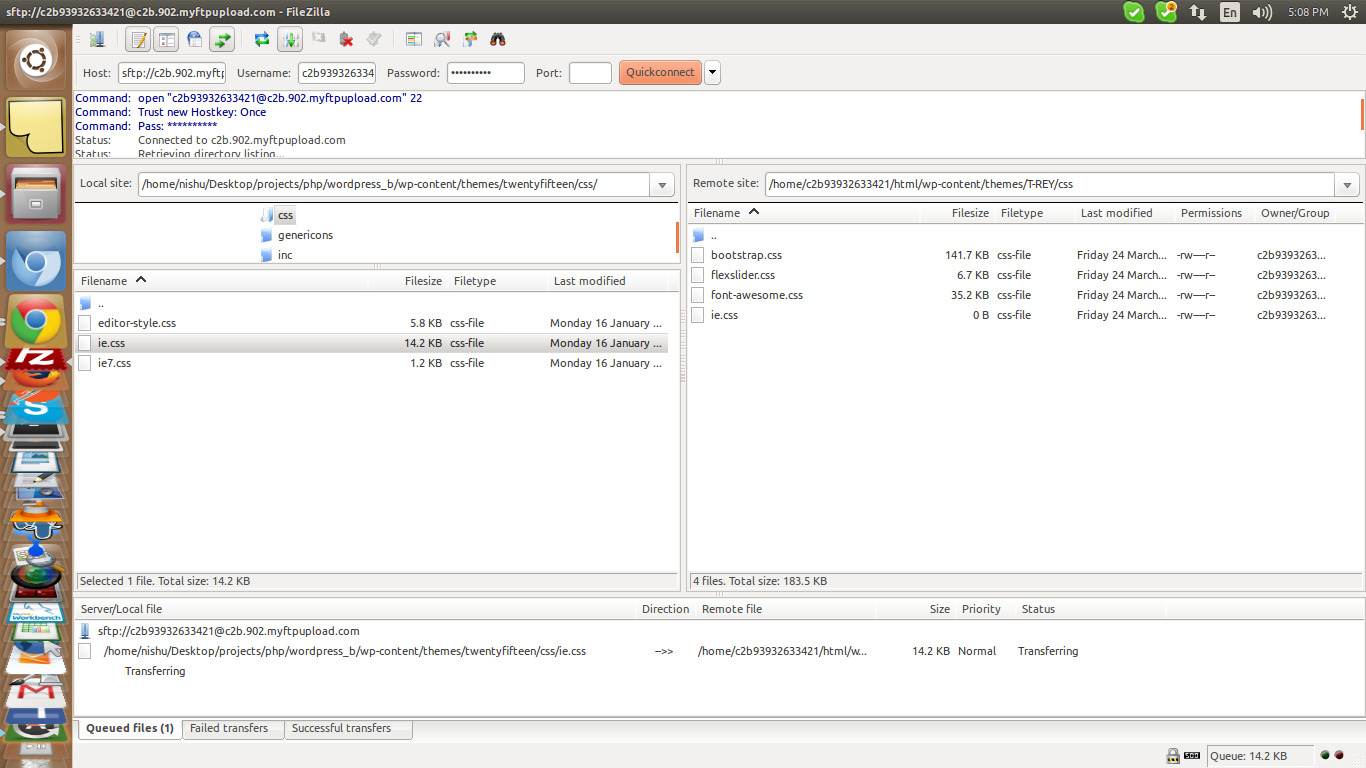 sftp://c2b93932633421@c2b.902.myftpupload.com - FileZilla
2
En
5:08 PM
Host: sftp://c2b.902.myftp Username: c2b939326334 Password: •••••••••• Port: Quickconnect
Command: open "c2b93932633421@c2b.902.myftpupload.com" 22
Command: Trust new Hostkey: Once
Command: Pass: **********
Status: Connected to c2b.902.myftpupload.com
Status: Retrieving directory listing...
Local site: /home/nishu/Desktop/projects/php/wordpress_b/wp-content/themes/twentyfifteen/css/
css
genericons
inc
Filename Filesize Filetype Last modified
..
editor-style.css 5.8 KB css-file Monday 16 January ...
ie.css 14.2 KB css-file Monday 16 January ...
ie7.css 1.2 KB css-file Monday 16 January ...
Selected 1 file. Total size: 14.2 KB
Remote site: /home/c2b93932633421/html/wp-content/themes/T-REY/css
Filename Filesize Filetype Last modified Permissions Owner/Group
..
bootstrap.css 141.7 KB css-file Friday 24 March... -rw----r-- c2b9393263...
flexslider.css 6.7 KB css-file Friday 24 March... -rw----r-- c2b9393263...
font-awesome.css 35.2 KB css-file Friday 24 March... -rw----r-- c2b9393263...
ie.css 0 B css-file Friday 24 March... -rw----r-- c2b9393263...
4 files. Total size: 183.5 KB
Server/Local file Direction Remote file Size Priority Status
sftp://c2b93932633421@c2b.902.myftpupload.com
/home/nishu/Desktop/projects/php/wordpress_b/wp-content/themes/twentyfifteen/css/ie.css -->> /home/c2b93932633421/html/w... 14.2 KB Normal Transferring
Transferring
Queued files (1) Failed transfers Successful transfers
Queue: 14.2 KB
Workbench